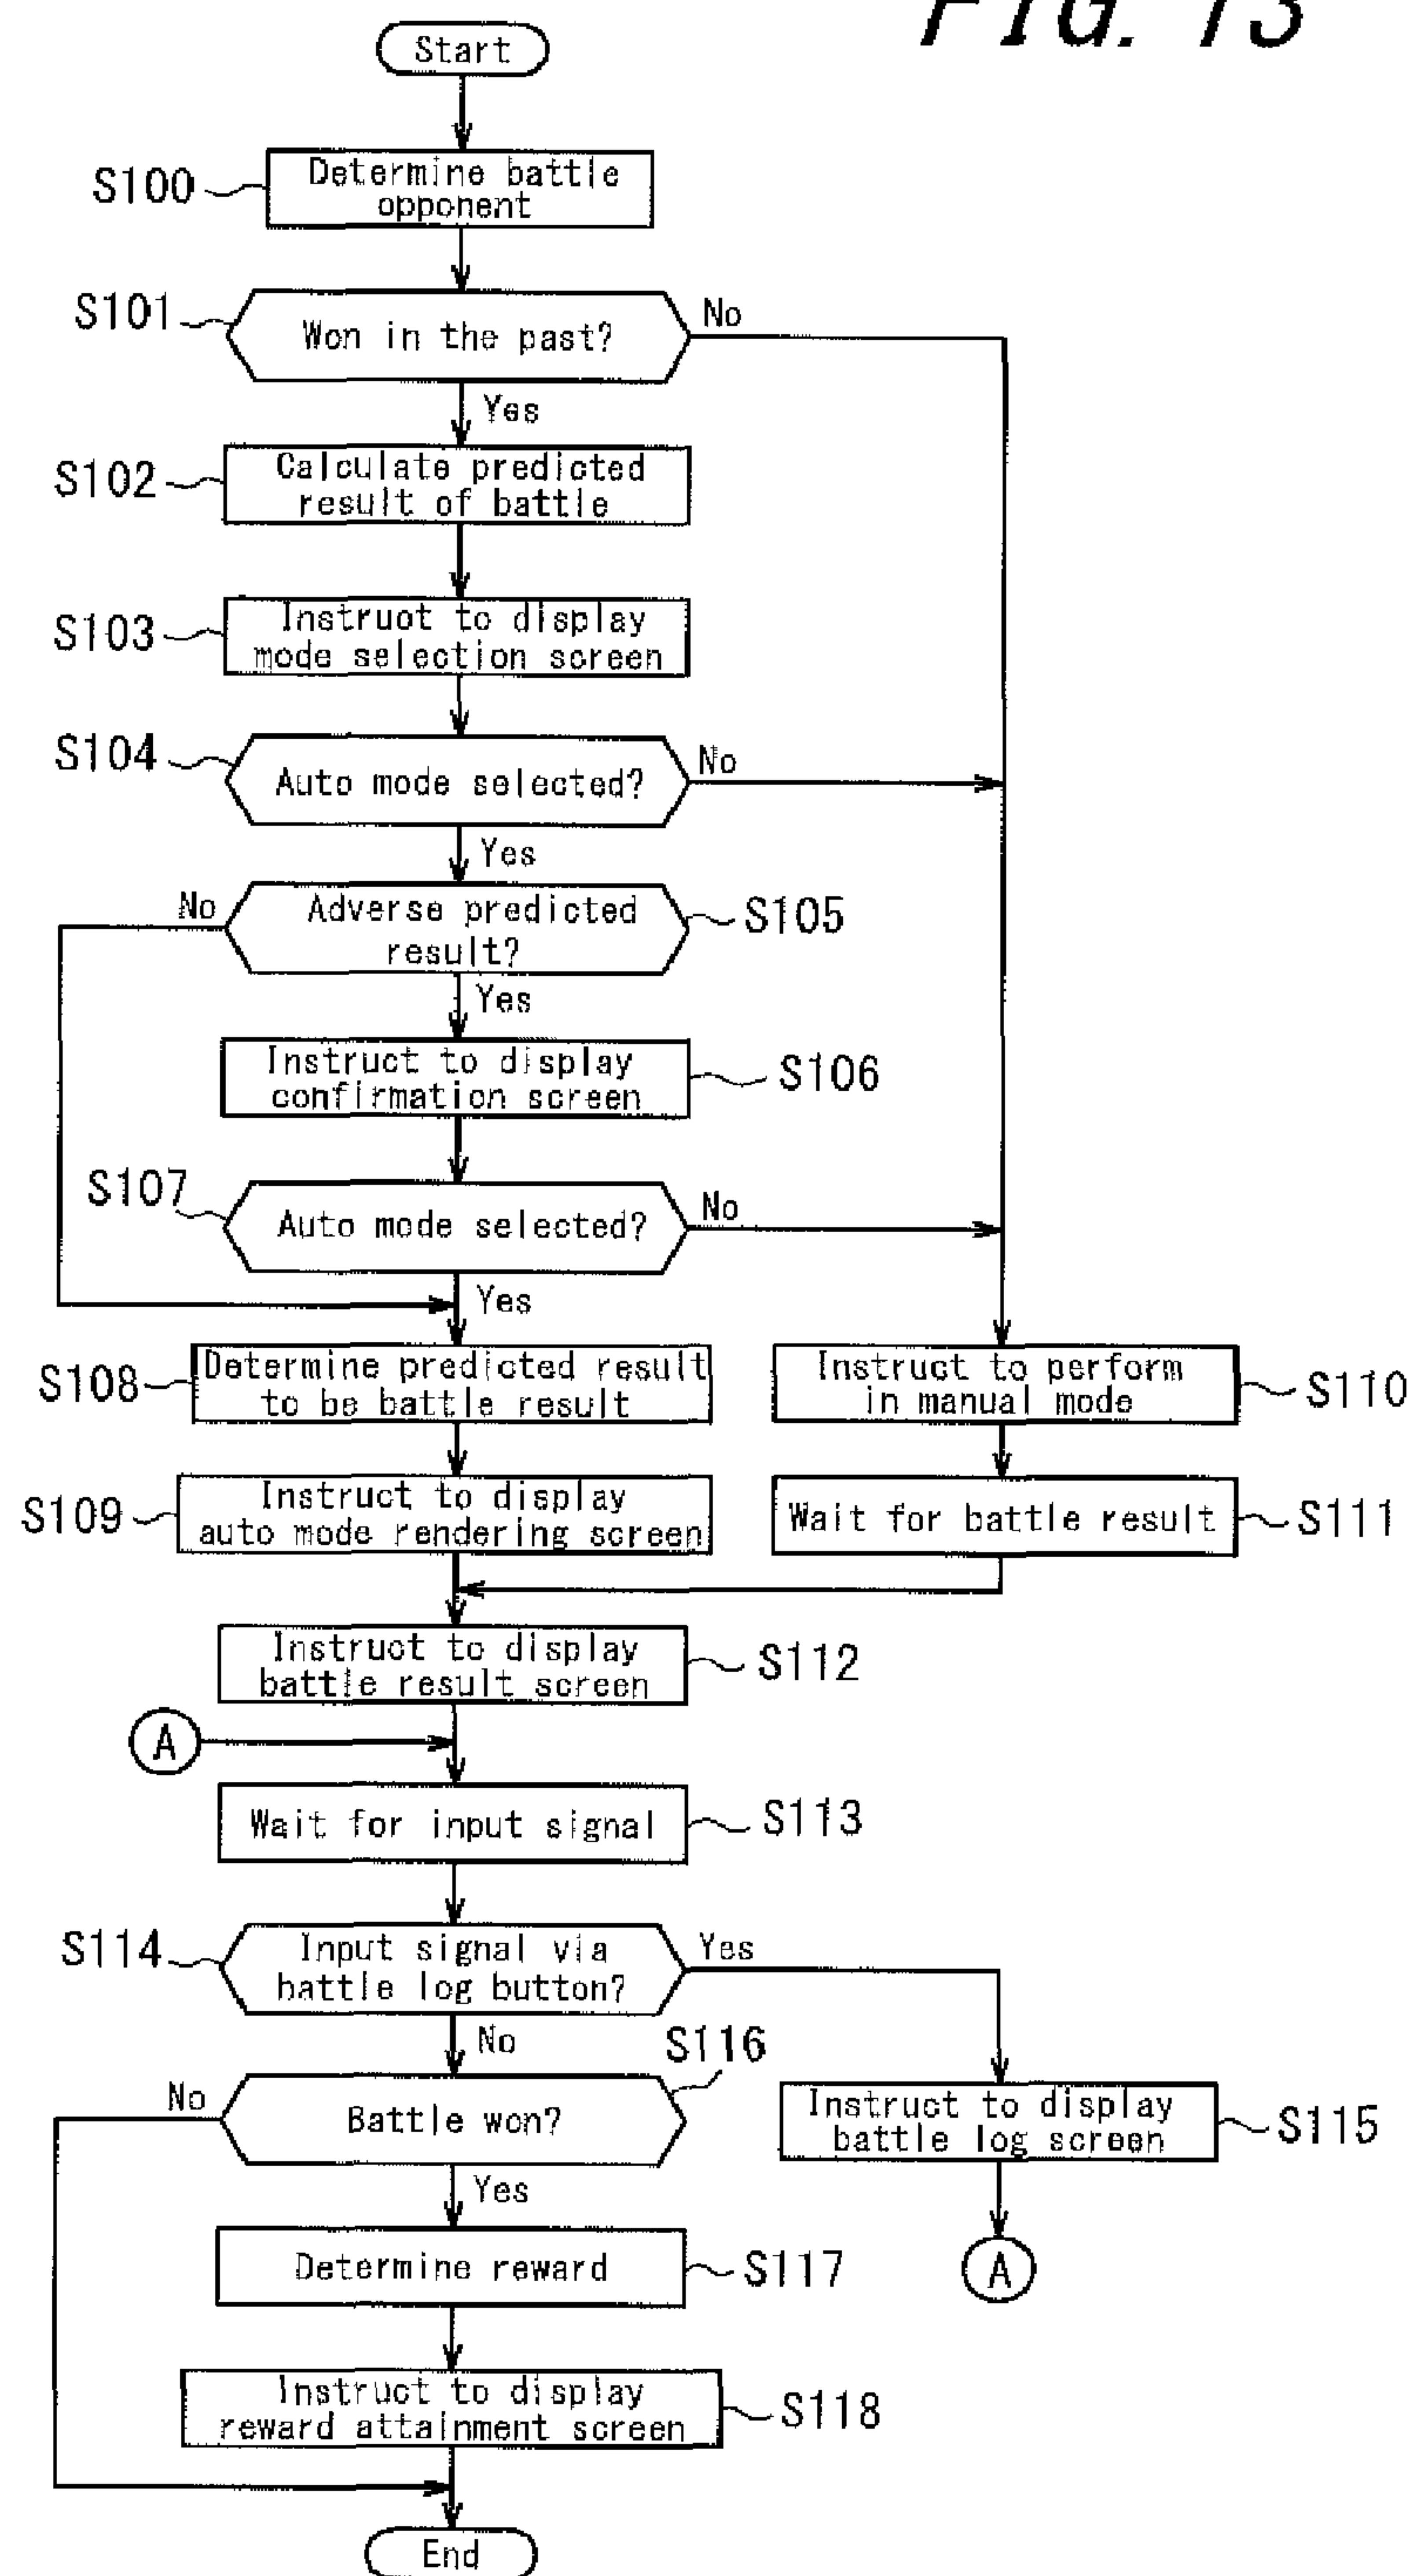 FIG. 13
Start
S100
Determine battle
opponent
S101
Won in the past?
No
Yes
S102
Calculate predicted
result of battle
S103
Instruct to display
mode selection screen
S104
Auto mode selected?
No
Yes
No
Adverse predicted
result?
S105
Yes
Instruct to display
confirmation screen
S106
S107
Auto mode selected?
No
Yes
S108
Determine predicted result
to be battle result
Instruct to perform
in manual mode
S110
S109
Instruct to display
auto mode rendering screen
Wait for battle result
S111
Instruct to display
battle result screen
S112
A
Wait for input signal
S113
S114
Input signal via
battle log button?
Yes
No
S116
No
Battle won?
Instruct to display
battle log screen
S115
Yes
Determine reward
S117
A
Instruct to display
reward attainment screen
S118
End